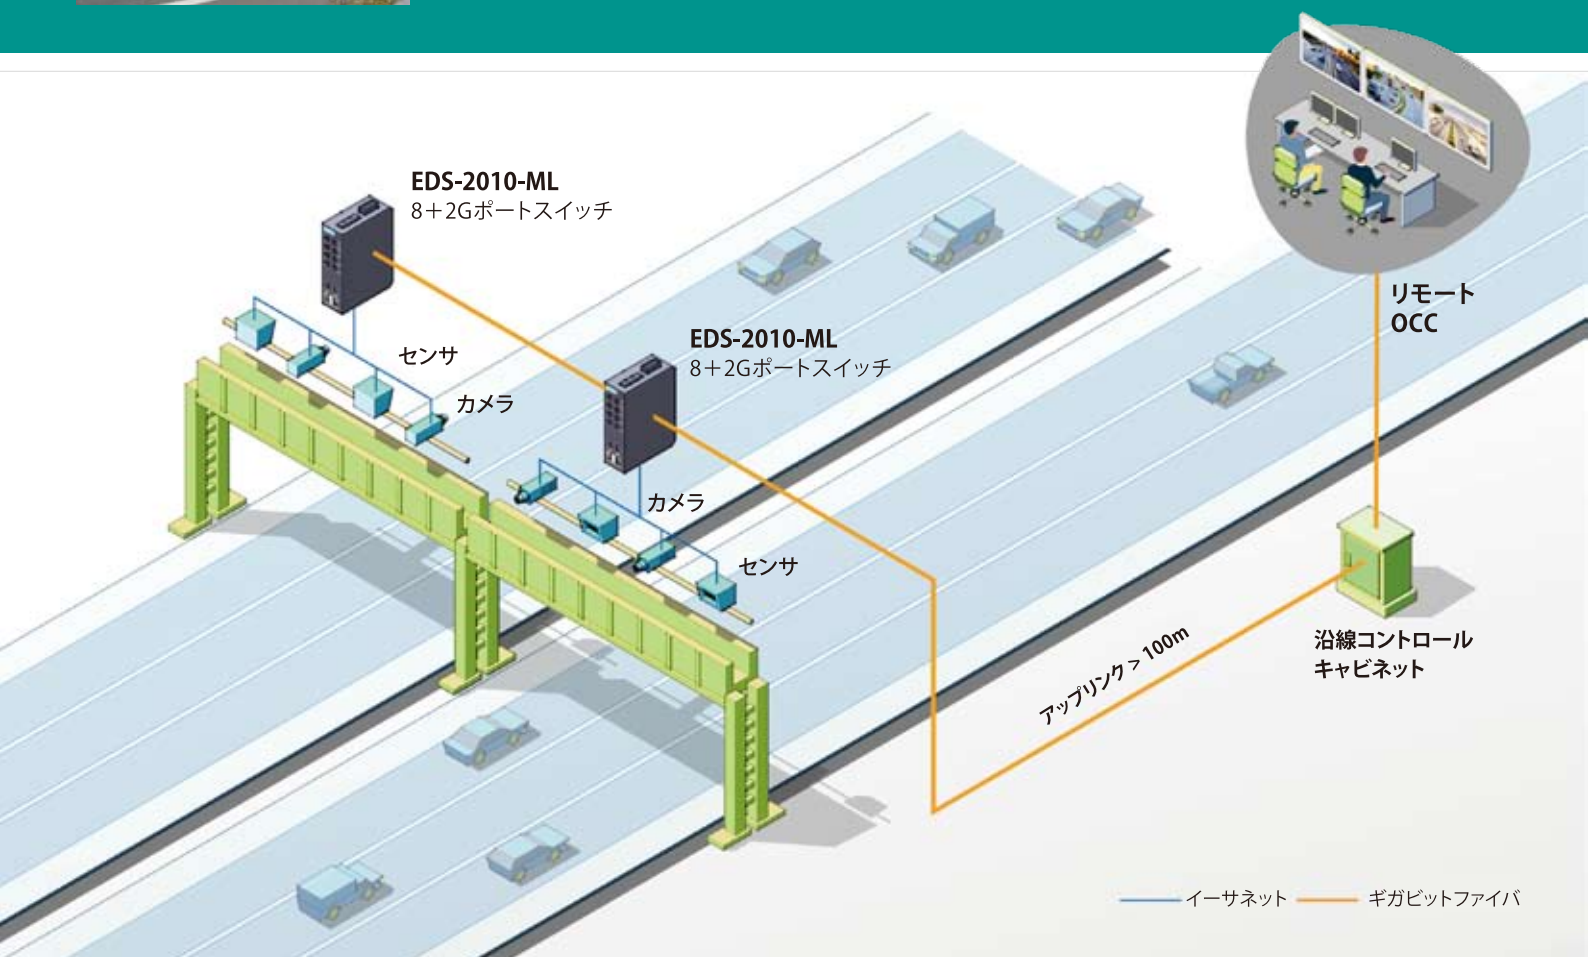 EDS-2010-ML
8+2Gポートスイッチ
リモート
OCC
EDS-2010-ML
8+2Gポートスイッチ
センサ
カメラ
カメラ
センサ
沿線コントロール
キャビネット
アップリンク > 100m
イーサネット
ギガビットファイバ